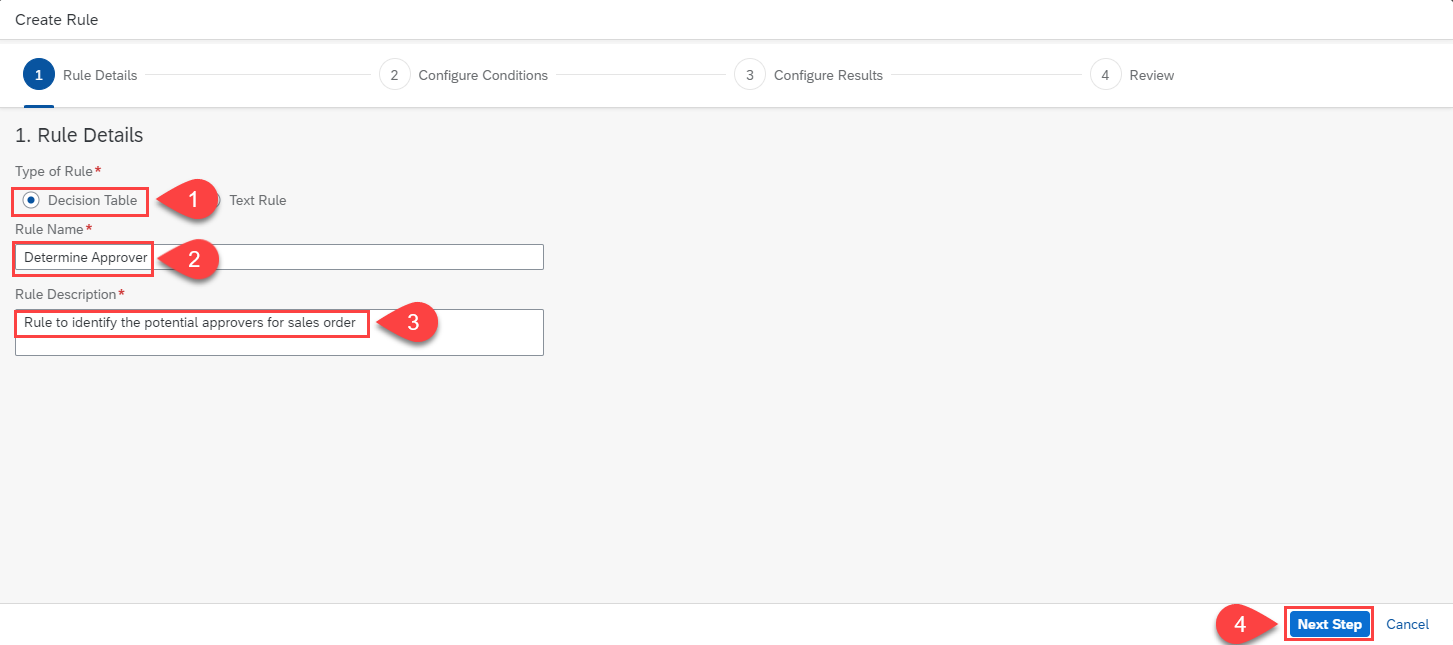 Create Rule
1 Rule Details 2 Configure Conditions 3 Configure Results 4 Review
1. Rule Details
Type of Rule*
Decision Table 1 Text Rule
Rule Name*
Determine Approver 2
Rule Description*
Rule to identify the potential approvers for sales order 3
4 Next Step Cancel